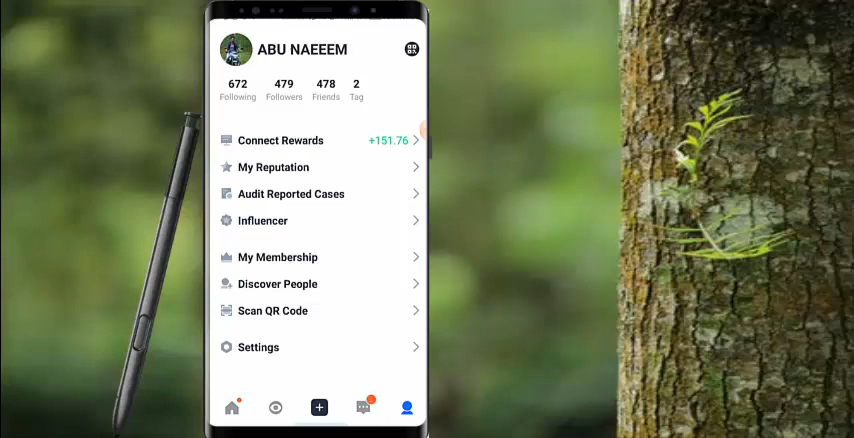 ABU NAEEEM
672 479 478 2
Following Followers Friends Tag
Connect Rewards +151.76
My Reputation
Audit Reported Cases
Influencer
My Membership
Discover People
Scan QR Code
Settings